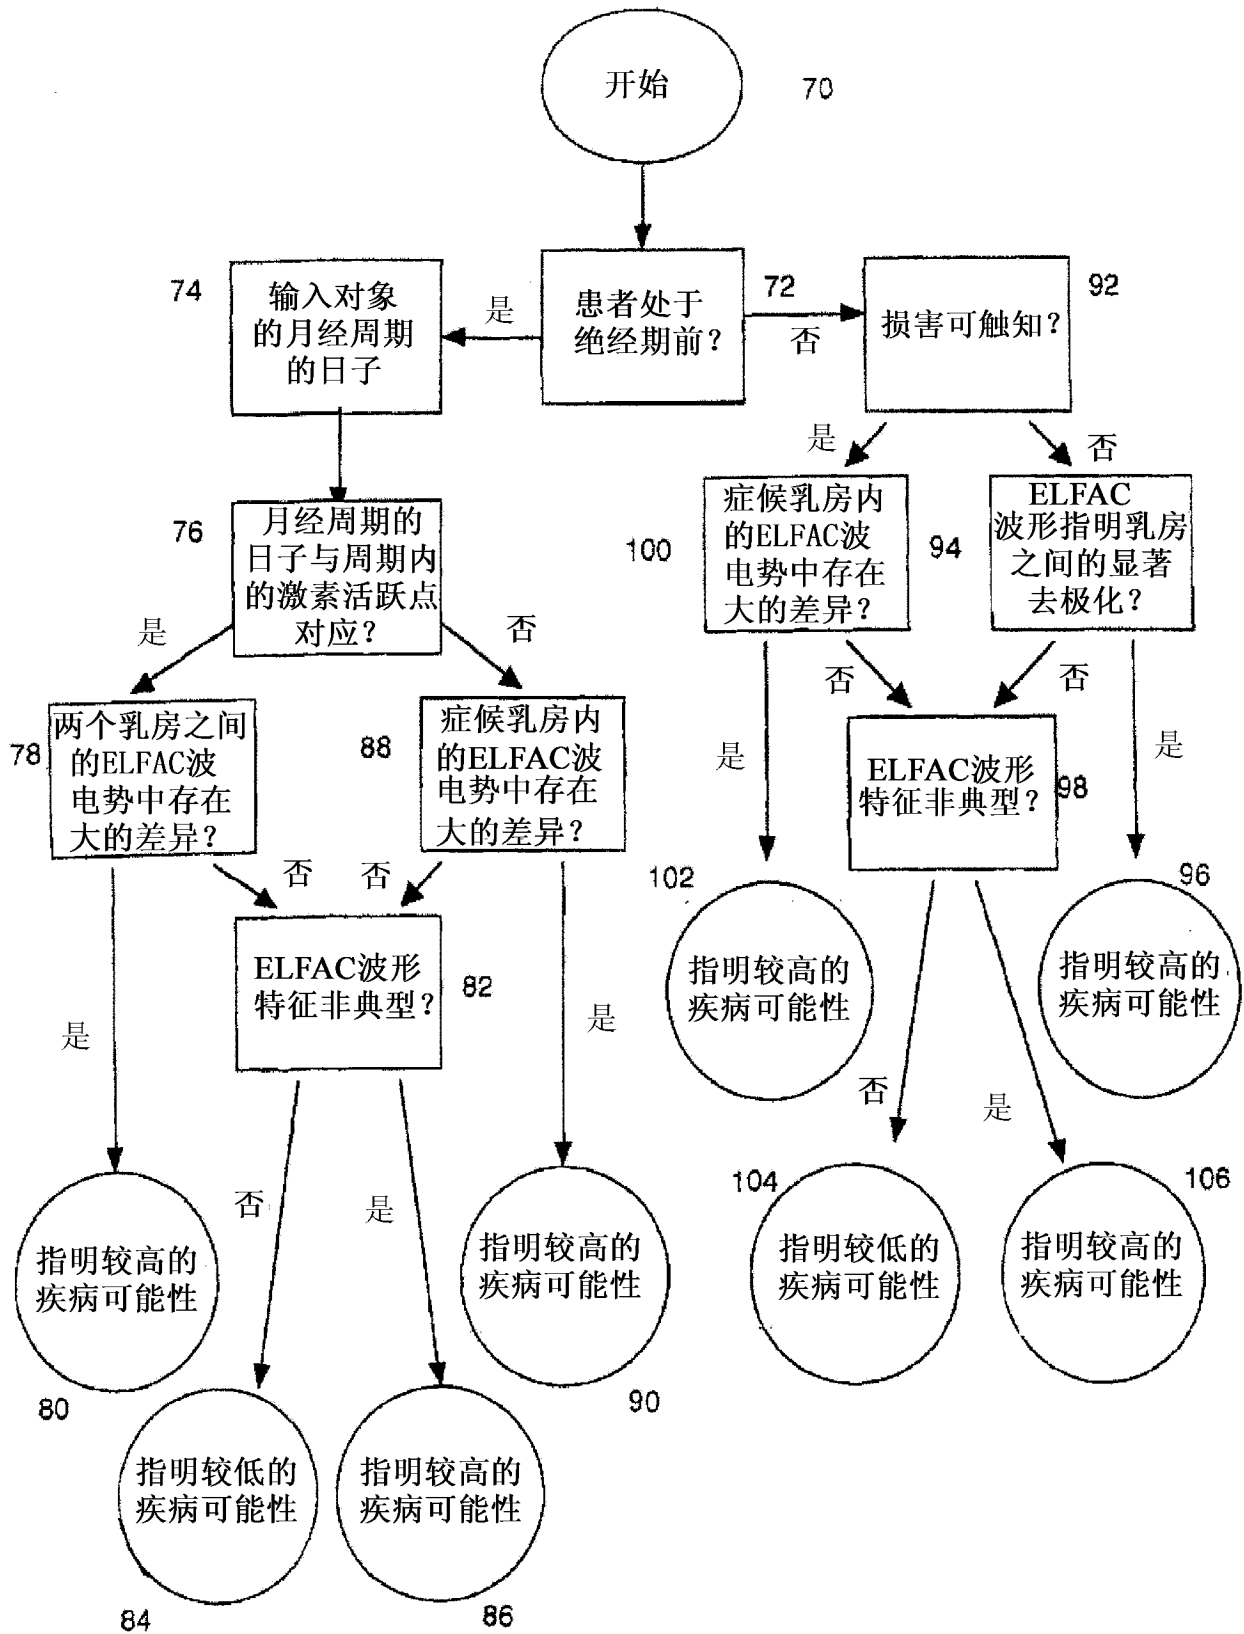 开始
70
74
输入对象
的月经周期
的日子
是
患者处于
绝经期前？
72
否
损害可触知？
92
是
否
76
月经周期的
日子与周期内
的激素活跃点
对应？
100
症候乳房内
的ELFAC波
电势中存在
大的差异？
94
ELFAC
波形指明乳房
之间的显著
去极化？
是
否
否
否
78
两个乳房之间
的ELFAC波
电势中存在
大的差异？
88
症候乳房内
的ELFAC波
电势中存在
大的差异？
是
ELFAC波形
特征非典型？
98
是
否
否
102
96
ELFAC波形
特征非典型？
82
指明较高的
疾病可能性
指明较高的
疾病可能性
是
是
否
是
否
是
104
106
指明较高的
疾病可能性
指明较高的
疾病可能性
指明较低的
疾病可能性
指明较高的
疾病可能性
80
90
指明较低的
疾病可能性
指明较高的
疾病可能性
84
86